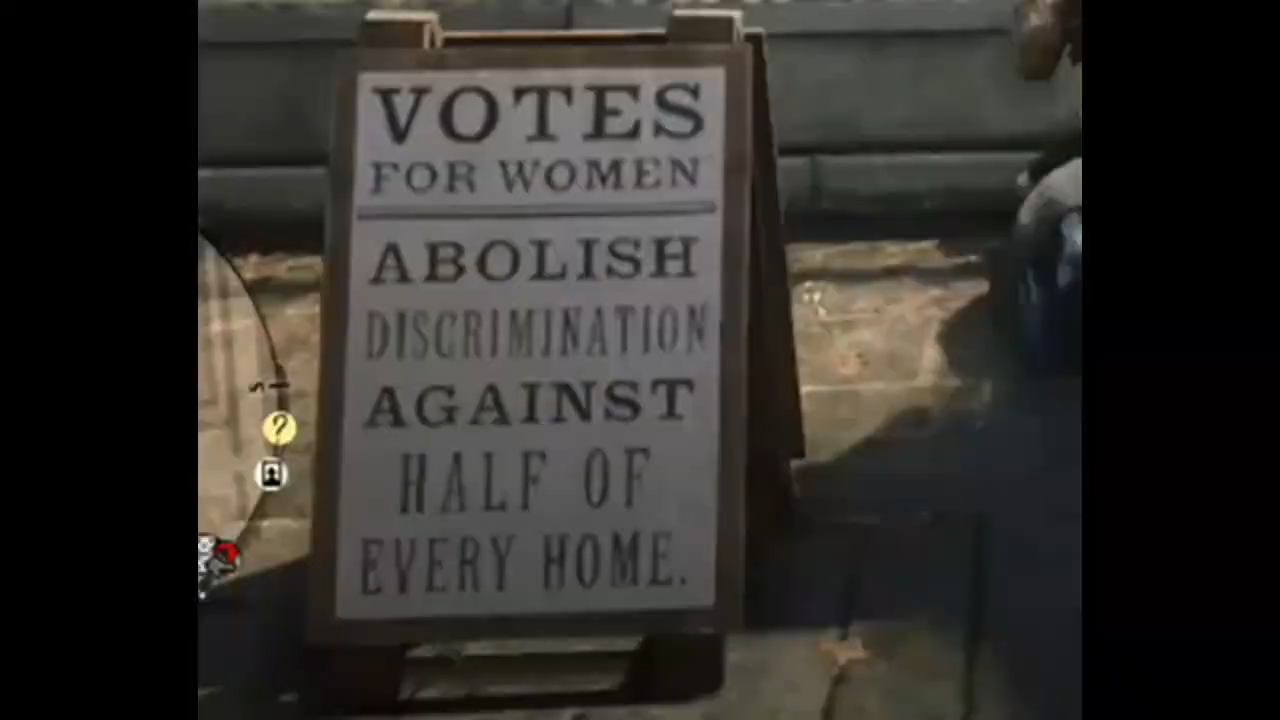 VOTES
FOR WOMEN
ABOLISH
DISCRIMINATION
AGAINST
HALF OF
EVERY HOME.
?